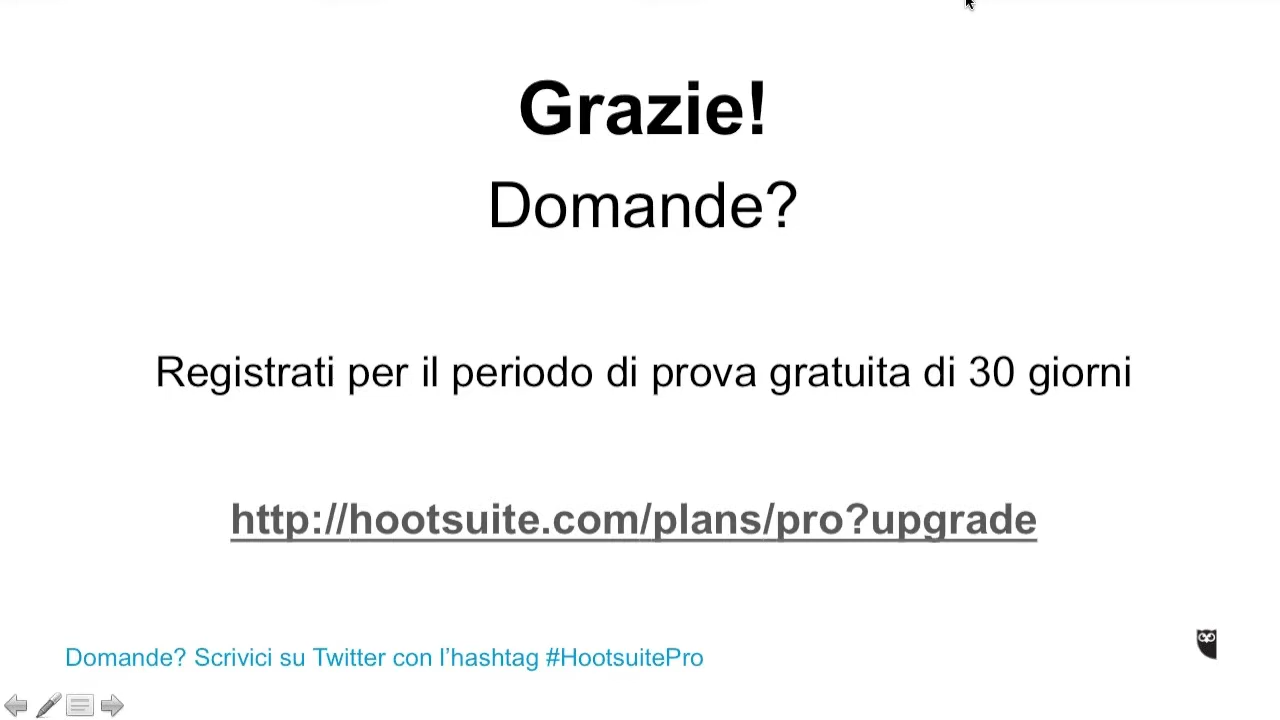 Grazie!
Domande?
Registrati per il periodo di prova gratuita di 30 giorni
http://hootsuite.com/plans/pro?upgrade
Domande? Scrivici su Twitter con l’hashtag #HootsuitePro